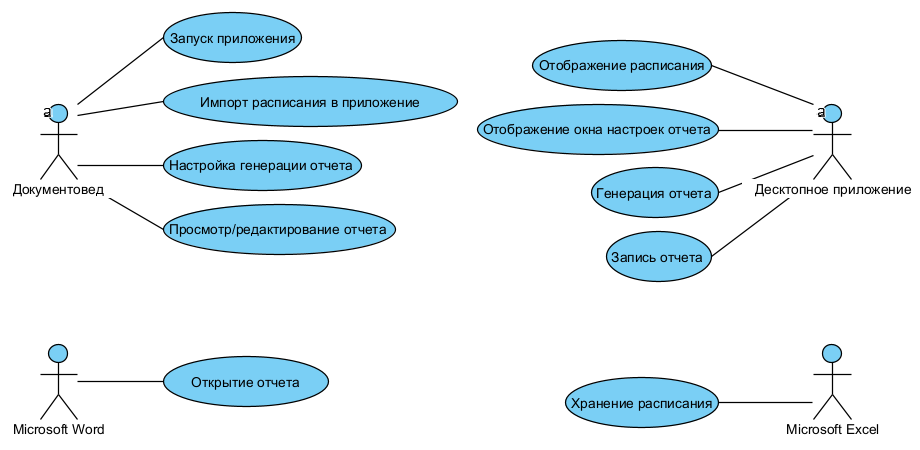 Запуск приложения
Импорт расписания в приложение
a
Документовед
Настройка генерации отчета
Просмотр/редактирование отчета
Отображение расписания
a
Отображение окна настроек отчета
Десктопное приложение
Генерация отчета
Запись отчета
Microsoft Word
Открытие отчета
Хранение расписания
Microsoft Excel